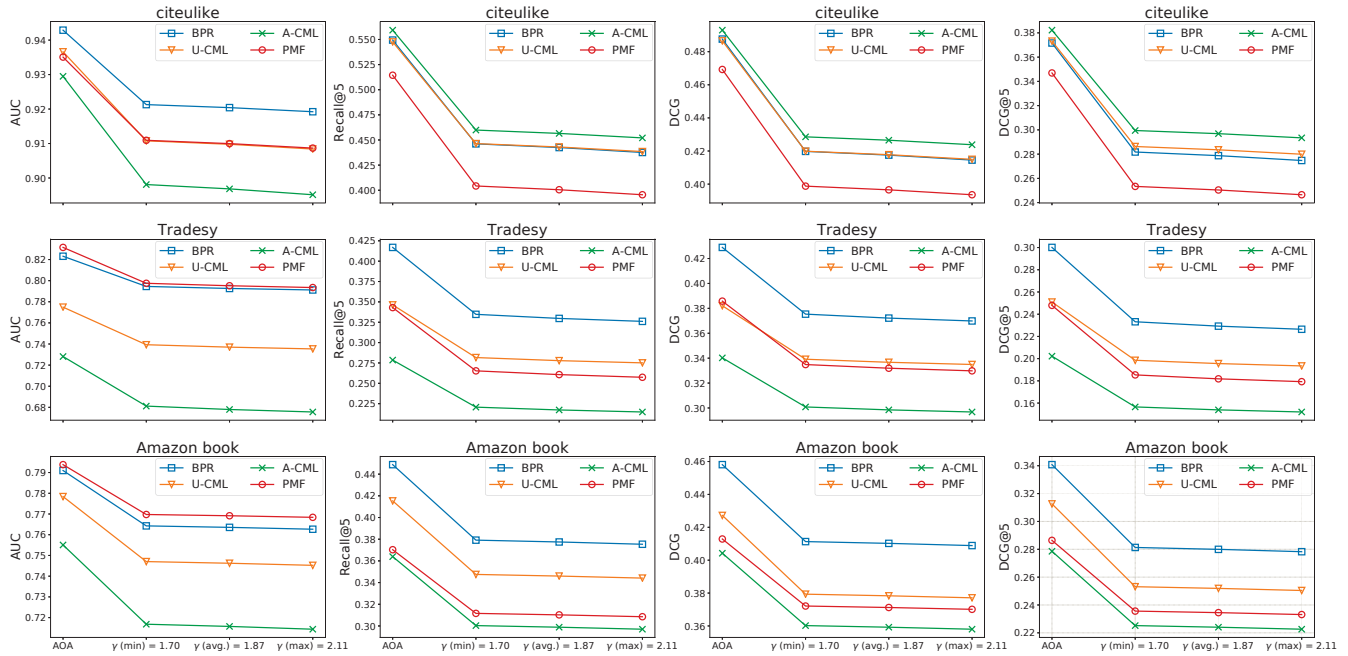 citeulike
AUC
0.94
0.93
0.92
0.91
0.90
BPR
U-CML
A-CML
PMF
citeulike
Recall@5
0.550
0.525
0.500
0.475
0.450
0.425
0.400
BPR
U-CML
A-CML
PMF
citeulike
DCG
0.48
0.46
0.44
0.42
0.40
BPR
U-CML
A-CML
PMF
citeulike
DCG@5
0.38
0.36
0.34
0.32
0.30
0.28
0.26
0.24
BPR
U-CML
A-CML
PMF
Tradesy
AUC
0.82
0.80
0.78
0.76
0.74
0.72
0.70
0.68
BPR
U-CML
A-CML
PMF
Tradesy
Recall@5
0.425
0.400
0.375
0.350
0.325
0.300
0.275
0.250
0.225
BPR
U-CML
A-CML
PMF
Tradesy
DCG
0.42
0.40
0.38
0.36
0.34
0.32
0.30
BPR
U-CML
A-CML
PMF
Tradesy
DCG@5
0.30
0.28
0.26
0.24
0.22
0.20
0.18
0.16
BPR
U-CML
A-CML
PMF
Amazon book
AUC
0.79
0.78
0.77
0.76
0.75
0.74
0.73
0.72
BPR
U-CML
A-CML
PMF
AOA
γ (min) = 1.70
γ (avg.) = 1.87
γ (max) = 2.11
Amazon book
Recall@5
0.44
0.42
0.40
0.38
0.36
0.34
0.32
0.30
BPR
U-CML
A-CML
PMF
AOA
γ (min) = 1.70
γ (avg.) = 1.87
γ (max) = 2.11
Amazon book
DCG
0.46
0.44
0.42
0.40
0.38
0.36
BPR
U-CML
A-CML
PMF
AOA
γ (min) = 1.70
γ (avg.) = 1.87
γ (max) = 2.11
Amazon book
DCG@5
0.34
0.32
0.30
0.28
0.26
0.24
0.22
BPR
U-CML
A-CML
PMF
AOA
γ (min) = 1.70
γ (avg.) = 1.87
γ (max) = 2.11